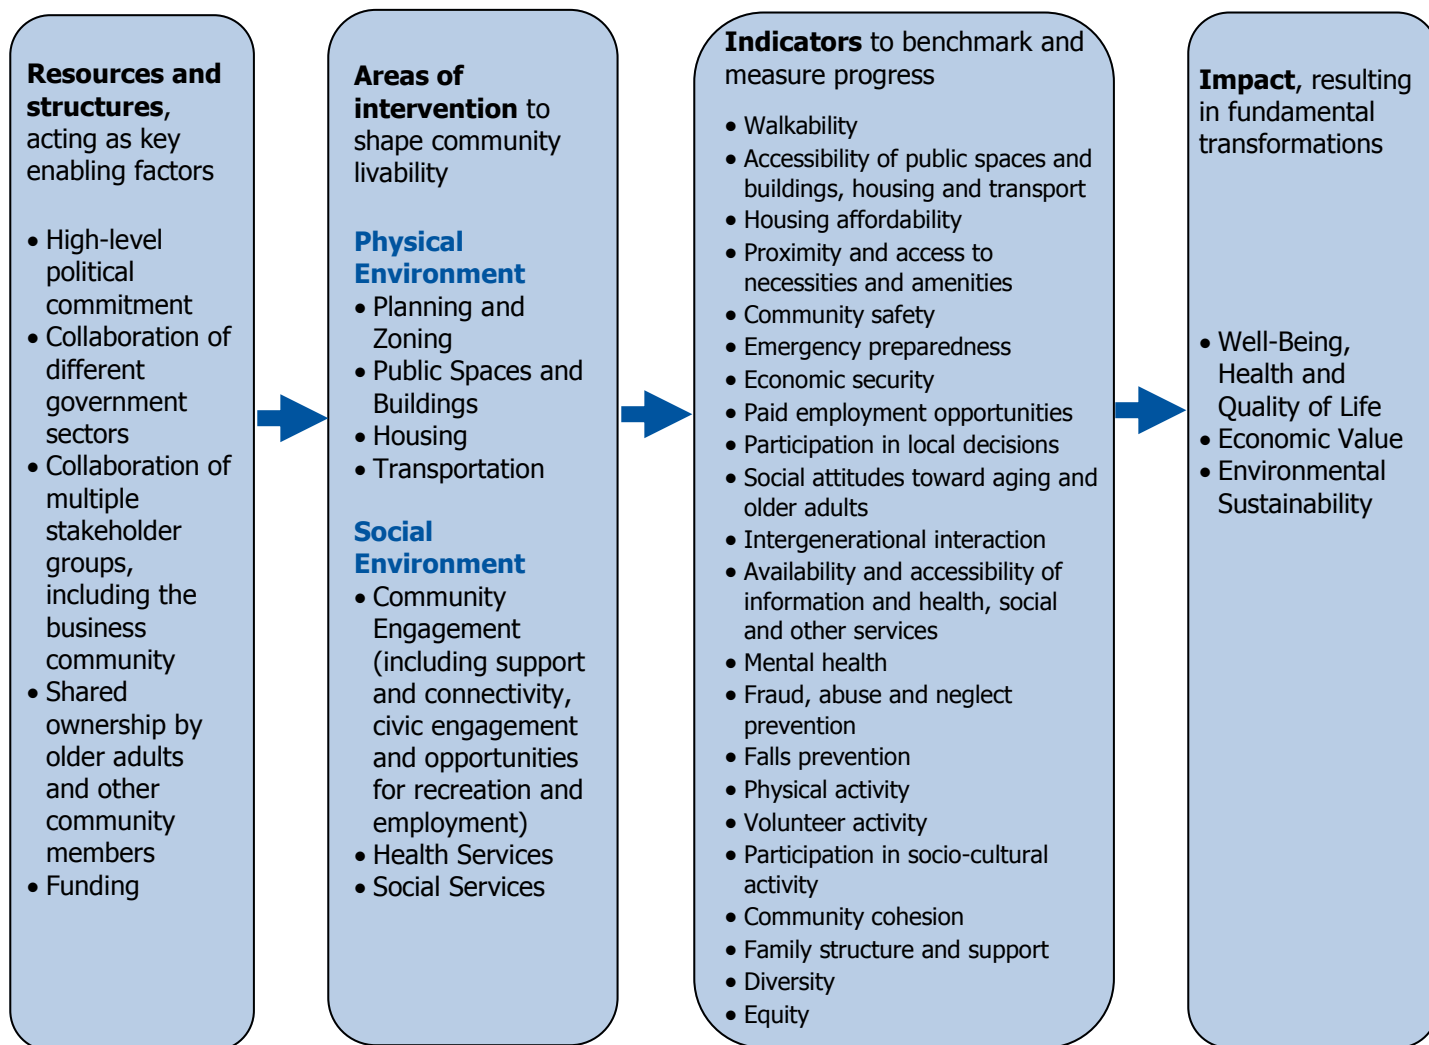 Resources and
structures,
acting as key
enabling factors
• High-level
political
commitment
• Collaboration of
different
government
sectors
• Collaboration of
multiple
stakeholder
groups,
including the
business
community
• Shared
ownership by
older adults
and other
community
members
• Funding
Areas of
intervention to
shape community
livability
Physical
Environment
• Planning and
Zoning
• Public Spaces and
Buildings
• Housing
• Transportation
Social
Environment
• Community
Engagement
(including support
and connectivity,
civic engagement
and opportunities
for recreation and
employment)
• Health Services
• Social Services
Indicators to benchmark and
measure progress
• Walkability
• Accessibility of public spaces and
buildings, housing and transport
• Housing affordability
• Proximity and access to
necessities and amenities
• Community safety
• Emergency preparedness
• Economic security
• Paid employment opportunities
• Participation in local decisions
• Social attitudes toward aging and
older adults
• Intergenerational interaction
• Availability and accessibility of
information and health, social
and other services
• Mental health
• Fraud, abuse and neglect
prevention
• Falls prevention
• Physical activity
• Volunteer activity
• Participation in socio-cultural
activity
• Community cohesion
• Family structure and support
• Diversity
• Equity
Impact, resulting
in fundamental
transformations
• Well-Being,
Health and
Quality of Life
• Economic Value
• Environmental
Sustainability